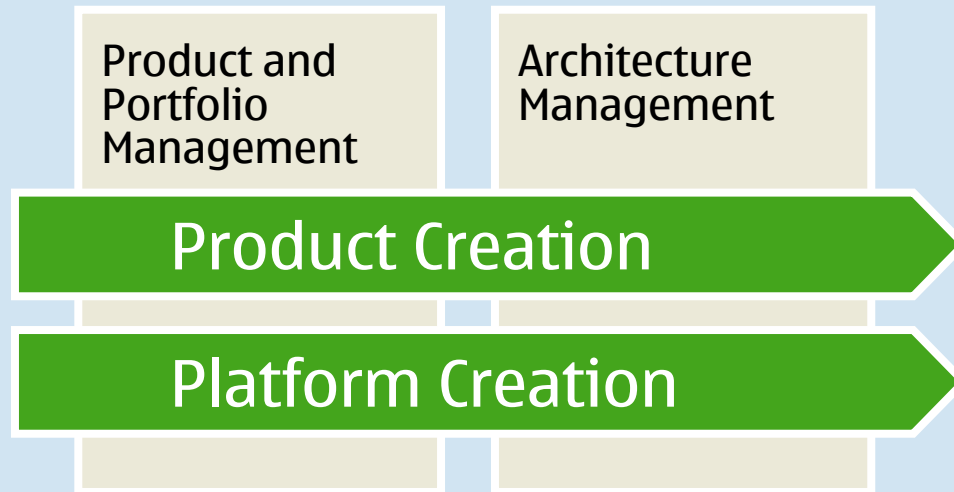 Product and
Portfolio
Management
Architecture
Management
Product Creation
Platform Creation